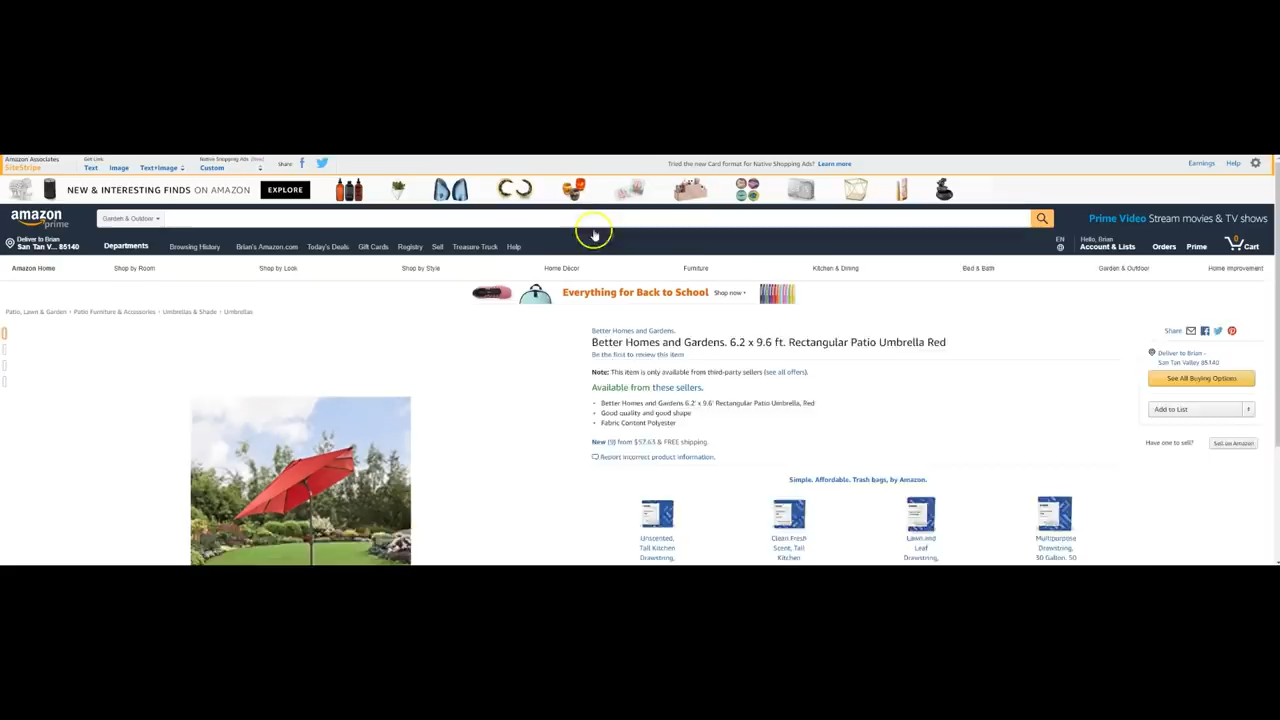 Amazon Associates
SiteStripe
Get Link:
Text Image Text+Image
Native Shopping Ads (New)
Custom
Share:
Tried the new Card format for Native Shopping Ads? Learn more
Earnings Help
NEW & INTERESTING FINDS ON AMAZON EXPLORE
amazon prime
Garden & Outdoor
Prime Video Stream movies & TV shows
Deliver to Brian
San Tan V... 85140
Departments
Browsing History Brian's Amazon.com Today's Deals Gift Cards Registry Sell Treasure Truck Help
EN
Hello, Brian
Account & Lists
Orders
Prime
0
Cart
Amazon Home Shop by Room Shop by Look Shop by Style Home Décor Furniture Kitchen & Dining Bed & Bath Garden & Outdoor Home Improvement
Everything for Back to School Shop now
Patio, Lawn & Garden › Patio Furniture & Accessories › Umbrellas & Shade › Umbrellas
Better Homes and Gardens.
Better Homes and Gardens. 6.2 x 9.6 ft. Rectangular Patio Umbrella Red
Be the first to review this item
Note: This item is only available from third-party sellers (see all offers).
Available from these sellers.
• Better Homes and Gardens 6.2' x 9.6' Rectangular Patio Umbrella, Red
• Good quality and good shape
• Fabric Content Polyester
New (9) from $57.63 & FREE shipping.
Report incorrect product information.
Share
Deliver to Brian -
San Tan Valley 85140
See All Buying Options
Add to List
Have one to sell? Sell on Amazon
Simple. Affordable. Trash bags, by Amazon.
Unscented,
Tall Kitchen
Drawstring,
Clean Fresh
Scent, Tall
Kitchen
Lawn and
Leaf
Drawstring,
Multipurpose
Drawstring,
30 Gallon, 50